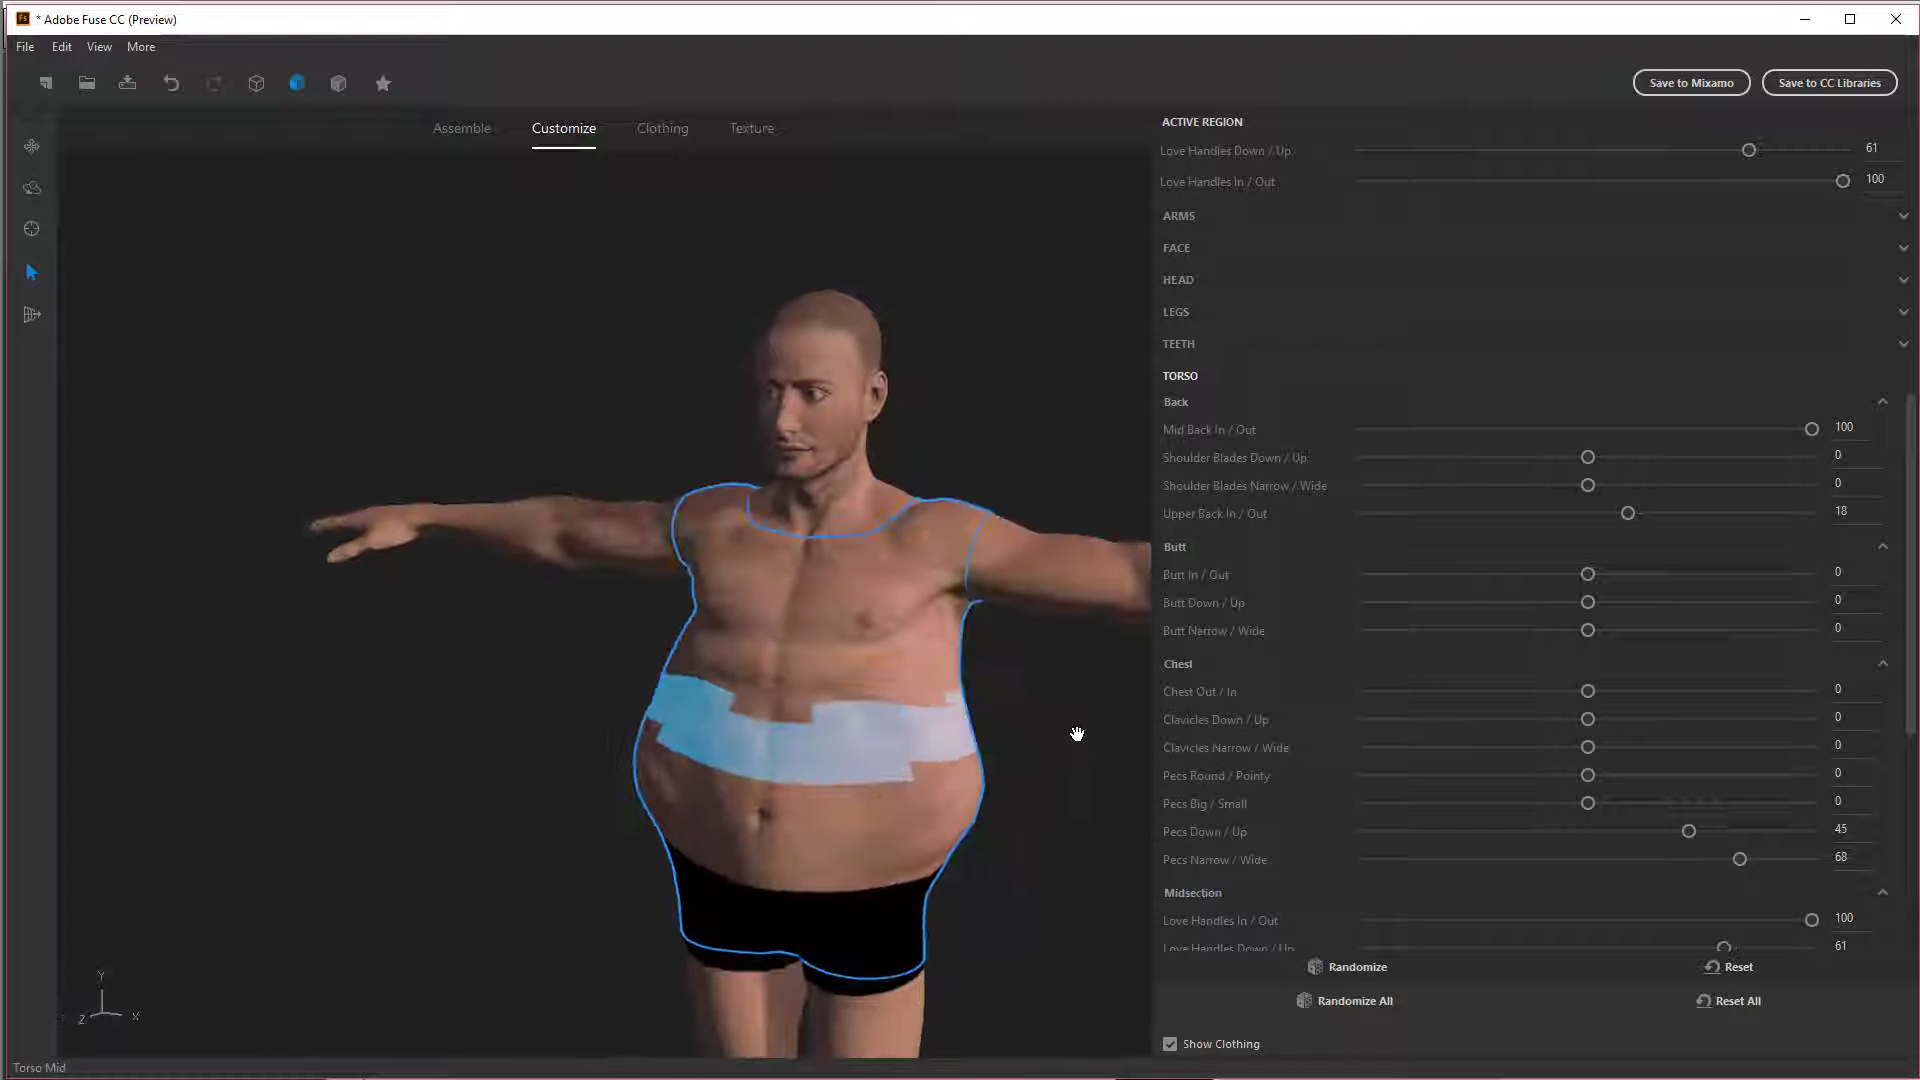 * Adobe Fuse CC (Preview)
File Edit View More
Save to Mixamo Save to CC Libraries
Assemble Customize Clothing Texture
ACTIVE REGION
Love Handles Down / Up 61
Love Handles In / Out 100
ARMS
FACE
HEAD
LEGS
TEETH
TORSO
Back
Mid Back In / Out 100
Shoulder Blades Down / Up 0
Shoulder Blades Narrow / Wide 0
Upper Back In / Out 18
Butt
Butt In / Out 0
Butt Down / Up 0
Butt Narrow / Wide 0
Chest
Chest Out / In 0
Clavicles Down / Up 0
Clavicles Narrow / Wide 0
Pecs Round / Pointy 0
Pecs Big / Small 0
Pecs Down / Up 45
Pecs Narrow / Wide 68
Midsection
Love Handles In / Out 100
Love Handles Down / Up 61
Randomize Reset
Randomize All Reset All
Show Clothing
Y
Z X
Torso Mid